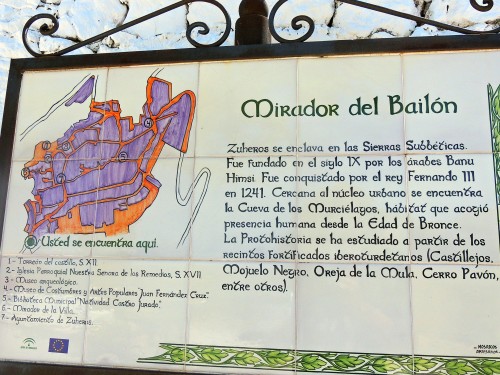 Mirador del Bailón
Zuheros se enclava en las Sierras Subbéticas.
Fue fundado en el siglo IX por los árabes Banu
Himsi. Fue conquistado por el rey Fernando III
en 1241. Cercana al núcleo urbano se encuentra
la Cueva de los Murciélagos, hábitat que acogió
presencia humana desde la Edad de Bronce.
La Protohistoria se ha estudiado a partir de los
recintos fortificados iberoturdetanos (Castillejos,
Mojuelo Negro, Oreja de la Mula, Cerro Pavón,
entre otros).
Usted se encuentra aquí.
1.- Torreón del castillo, S. XII
2.- Iglesia Parroquial Nuestra Señora de los Remedios, S. XVII
3.- Museo arqueológico.
4.- Museo de Costumbres y Artes Populares "Juan Fernández Cruz".
5.- Biblioteca Municipal "Natividad Castro Jurado".
6.- Mirador de la Villa.
7.- Ayuntamiento de Zuheros.